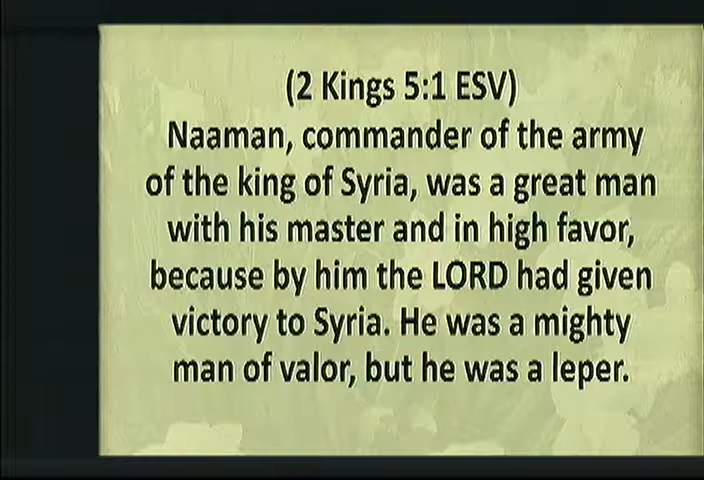 (2 Kings 5:1 ESV)
Naaman, commander of the army
of the king of Syria, was a great man
with his master and in high favor,
because by him the LORD had given
victory to Syria. He was a mighty
man of valor, but he was a leper.